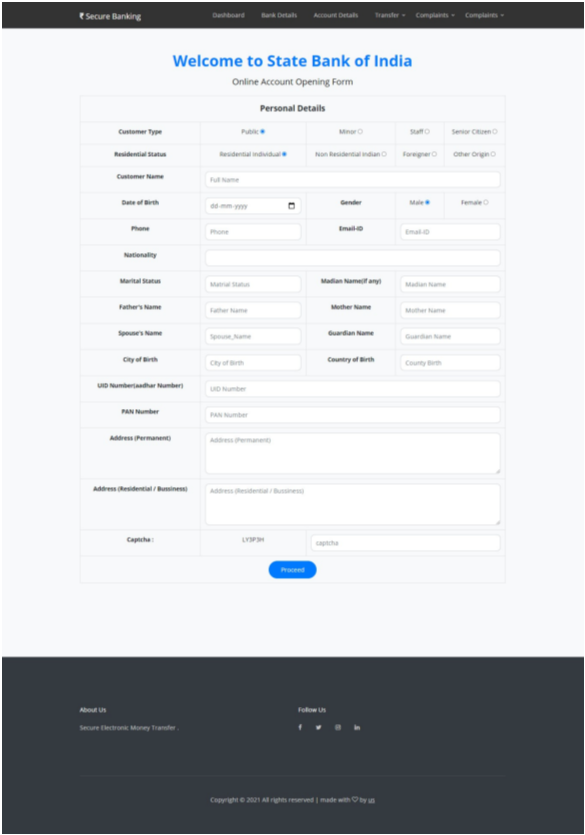 ₹ Secure Banking Dashboard Bank Details Account Details Transfer Complaints Complaints
Welcome to State Bank of India
Online Account Opening Form
Personal Details
Customer Type Public Minor Staff Senior Citizen
Residential Status Residential Individual Non Residential Indian Foreigner Other Origin
Customer Name Full Name
Date of Birth dd-mm-yyyy Gender Male Female
Phone Phone Email-ID Email-ID
Nationality
Marital Status Matrial Status Madian Name(if any) Madian Name
Father's Name Father Name Mother Name Mother Name
Spouse's Name Spouse_Name Guardian Name Guardian Name
City of Birth City of Birth Country of Birth County Birth
UID Number(aadhar Number) UID Number
PAN Number PAN Number
Address (Permanent) Address (Permanent)
Address (Residential / Bussiness) Address (Residential / Bussiness)
Captcha : LY3P3H captcha
Proceed
About Us Follow Us
Secure Electronic Money Transfer .
Copyright © 2021 All rights reserved | made with ♡ by us